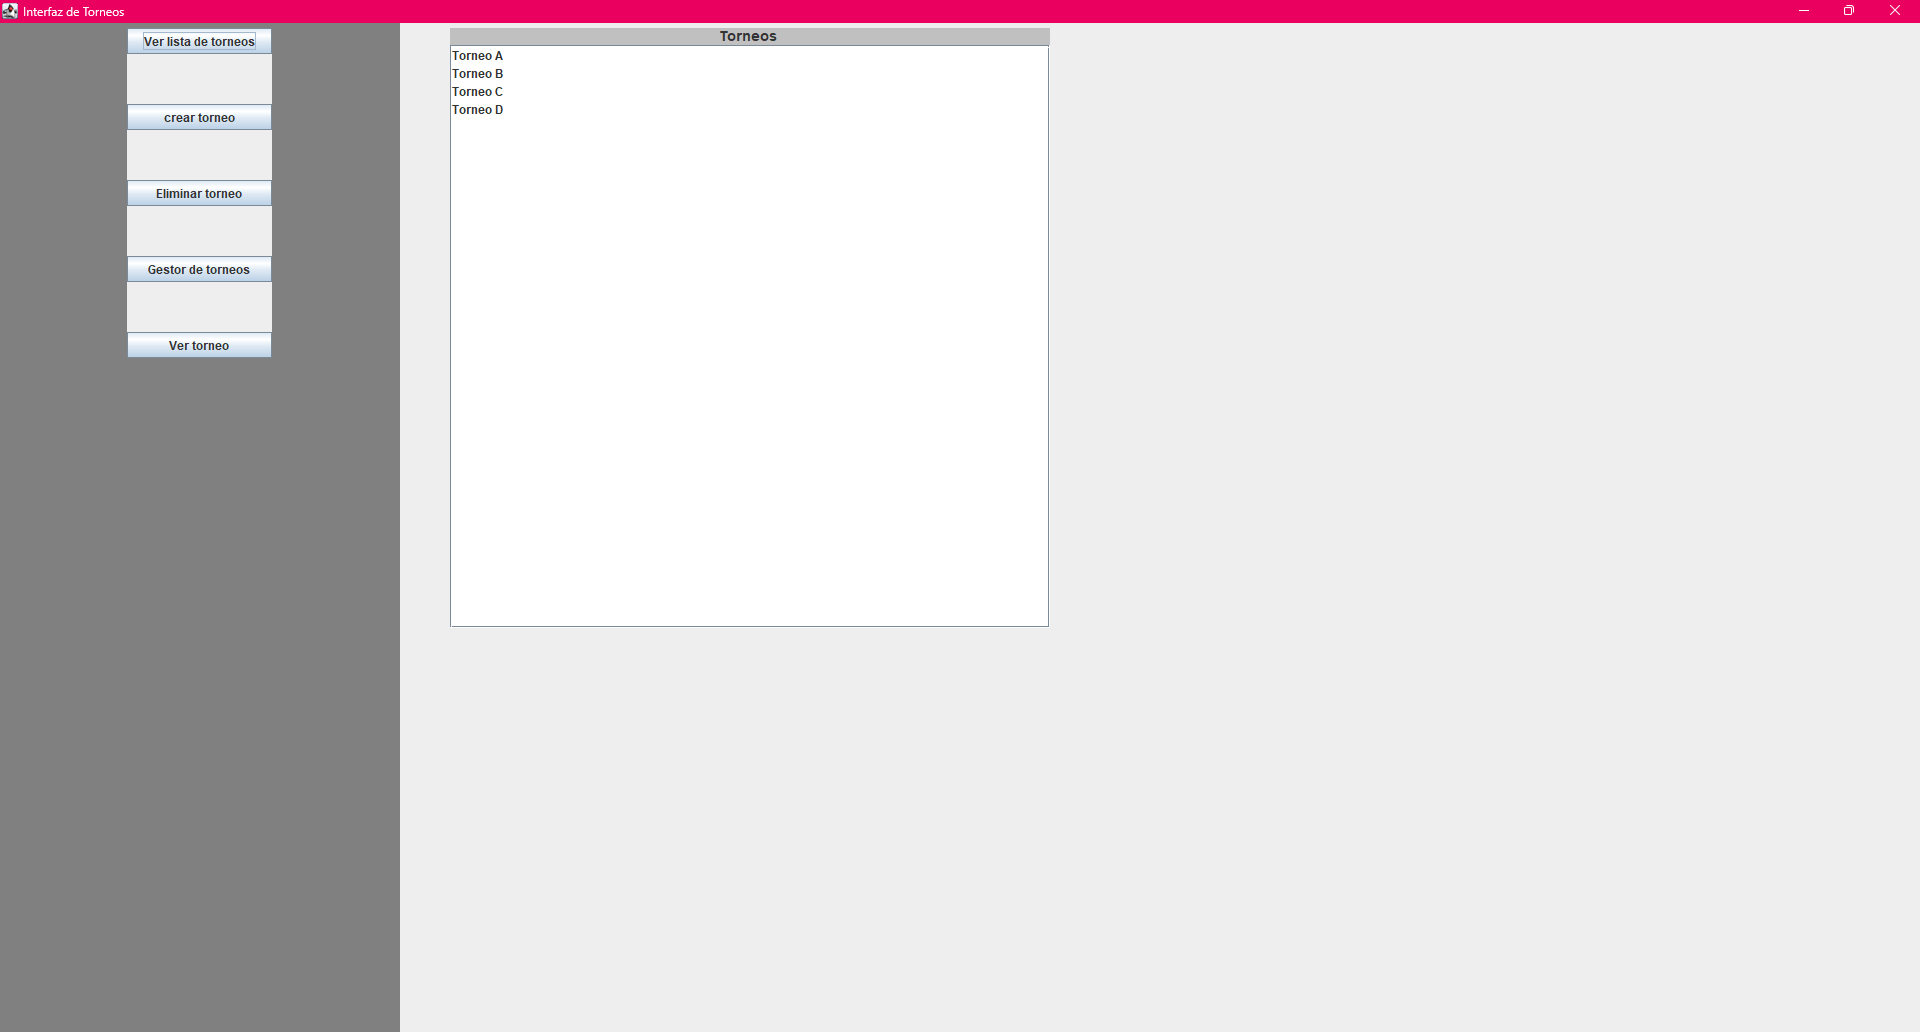 Interfaz de Torneos
Ver lista de torneos
crear torneo
Eliminar torneo
Gestor de torneos
Ver torneo
Torneos
Torneo A
Torneo B
Torneo C
Torneo D